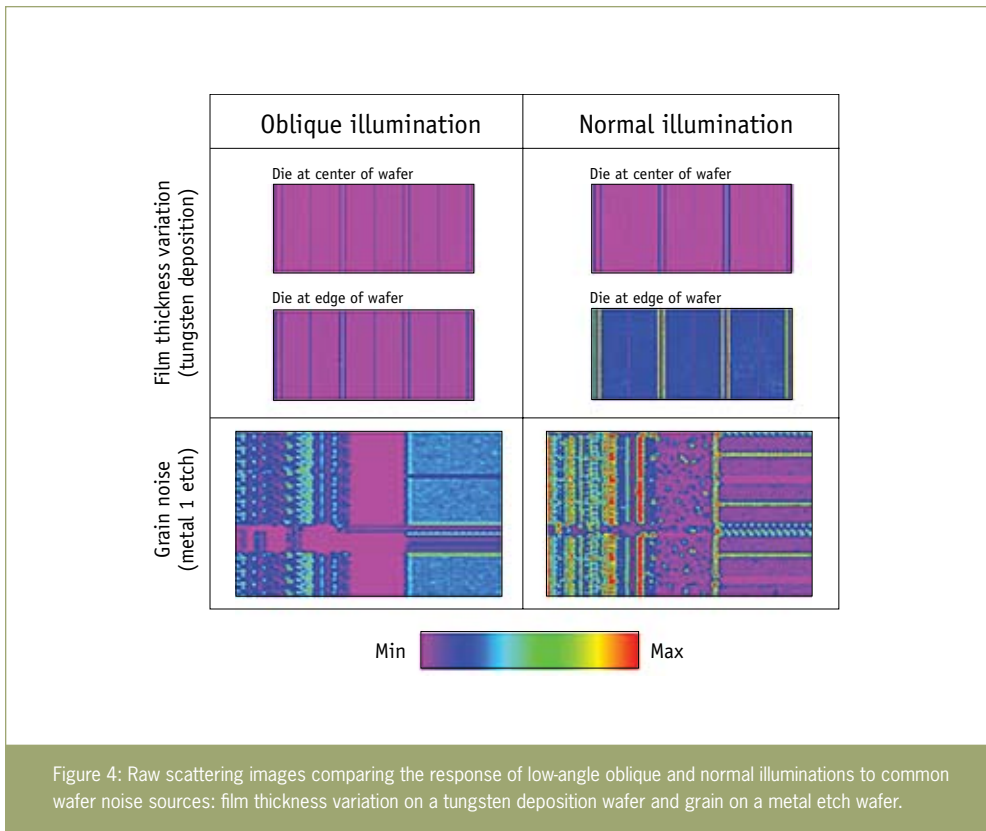 Oblique illumination
Normal illumination
Film thickness variation
(tungsten deposition)
Die at center of wafer
Die at center of wafer
Die at edge of wafer
Die at edge of wafer
Grain noise
(metal 1 etch)
Min
Max
Figure 4: Raw scattering images comparing the response of low-angle oblique and normal illuminations to common
wafer noise sources: film thickness variation on a tungsten deposition wafer and grain on a metal etch wafer.